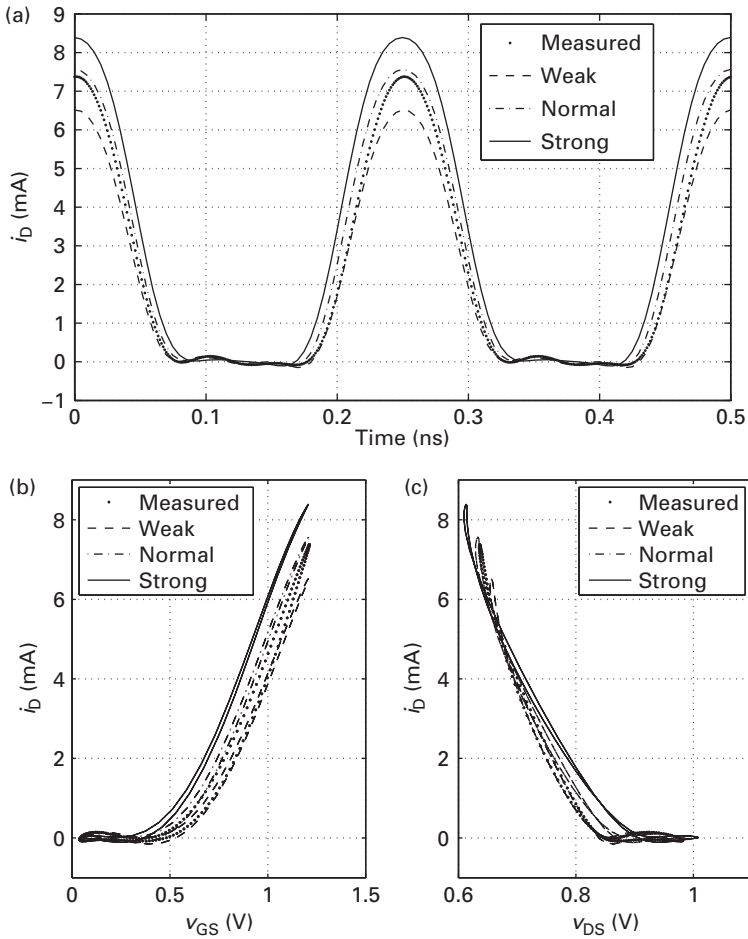 (a)
9
8
7
6
5
4
3
2
1
0
−1
i_D (mA)
Measured
Weak
Normal
Strong
0 0.1 0.2 0.3 0.4 0.5
Time (ns)
(b)
8
6
4
2
0
i_D (mA)
Measured
Weak
Normal
Strong
0 0.5 1 1.5
v_GS (V)
(c)
8
6
4
2
0
i_D (mA)
Measured
Weak
Normal
Strong
0.6 0.8 1
v_DS (V)